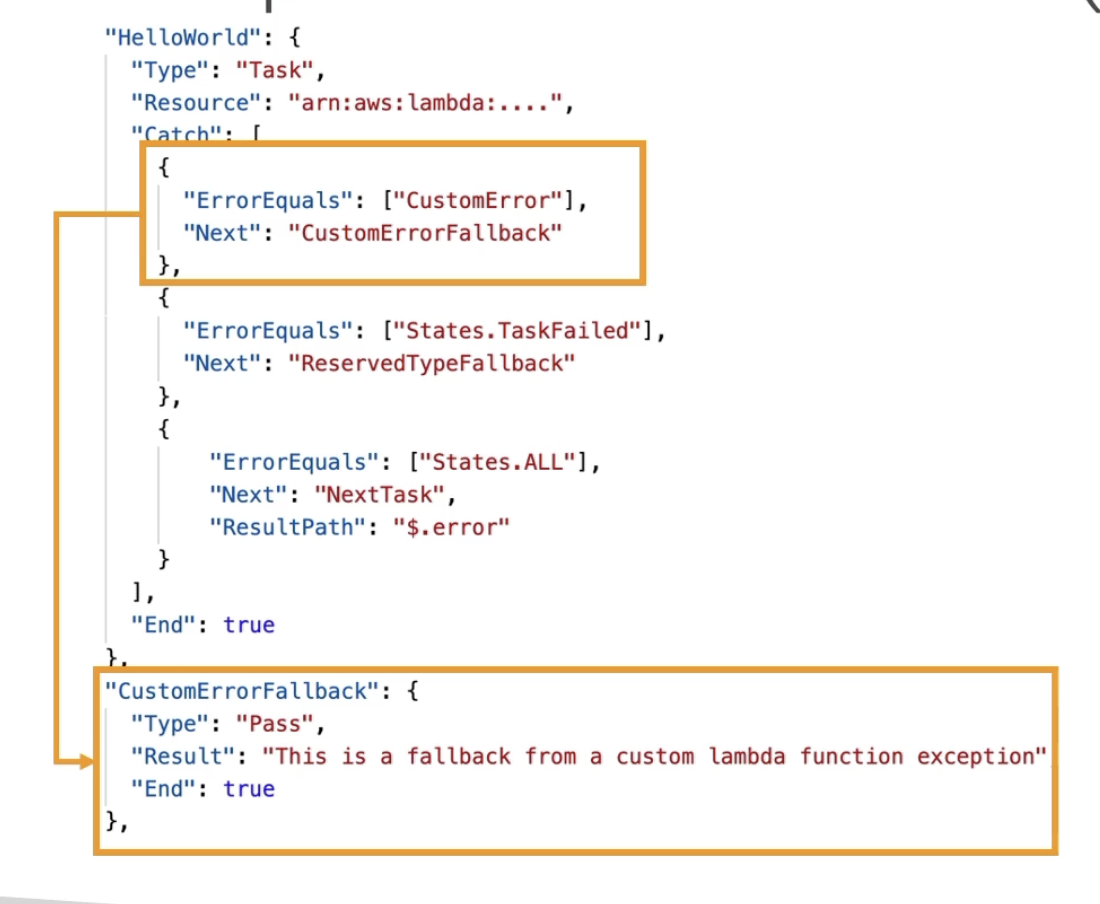 "HelloWorld": {
"Type": "Task",
"Resource": "arn:aws:lambda:....",
"Catch": [
{
"ErrorEquals": ["CustomError"],
"Next": "CustomErrorFallback"
},
{
"ErrorEquals": ["States.TaskFailed"],
"Next": "ReservedTypeFallback"
},
{
"ErrorEquals": ["States.ALL"],
"Next": "NextTask",
"ResultPath": "$.error"
}
],
"End": true
},
"CustomErrorFallback": {
"Type": "Pass",
"Result": "This is a fallback from a custom lambda function exception"
"End": true
},